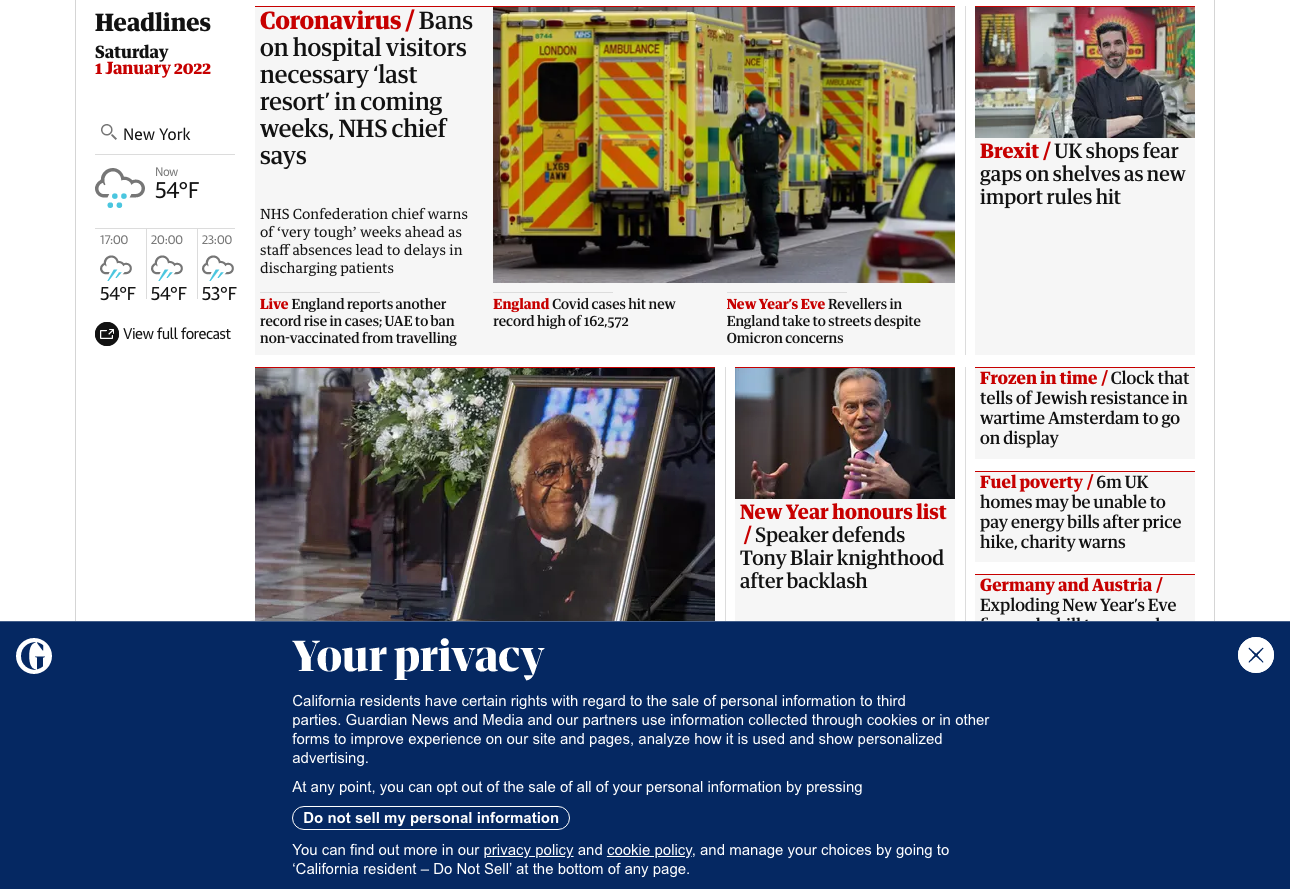 Headlines
Saturday
1 January 2022
New York
Now
54°F
17:00
20:00
23:00
54°F
54°F
53°F
View full forecast
Coronavirus / Bans
on hospital visitors
necessary ‘last
resort’ in coming
weeks, NHS chief
says
NHS Confederation chief warns
of ‘very tough’ weeks ahead as
staff absences lead to delays in
discharging patients
9744
NHS
LONDON
AMBULANCE
LX69
AWW
ANCE
AMBULANCE
Live England reports another
record rise in cases; UAE to ban
non-vaccinated from travelling
England Covid cases hit new
record high of 162,572
New Year’s Eve Revellers in
England take to streets despite
Omicron concerns
Brexit / UK shops fear
gaps on shelves as new
import rules hit
New Year honours list
/ Speaker defends
Tony Blair knighthood
after backlash
Frozen in time / Clock that
tells of Jewish resistance in
wartime Amsterdam to go
on display
Fuel poverty / 6m UK
homes may be unable to
pay energy bills after price
hike, charity warns
Germany and Austria /
Exploding New Year’s Eve
Your privacy
California residents have certain rights with regard to the sale of personal information to third
parties. Guardian News and Media and our partners use information collected through cookies or in other
forms to improve experience on our site and pages, analyze how it is used and show personalized
advertising.
At any point, you can opt out of the sale of all of your personal information by pressing
Do not sell my personal information
You can find out more in our privacy policy and cookie policy, and manage your choices by going to
‘California resident – Do Not Sell’ at the bottom of any page.